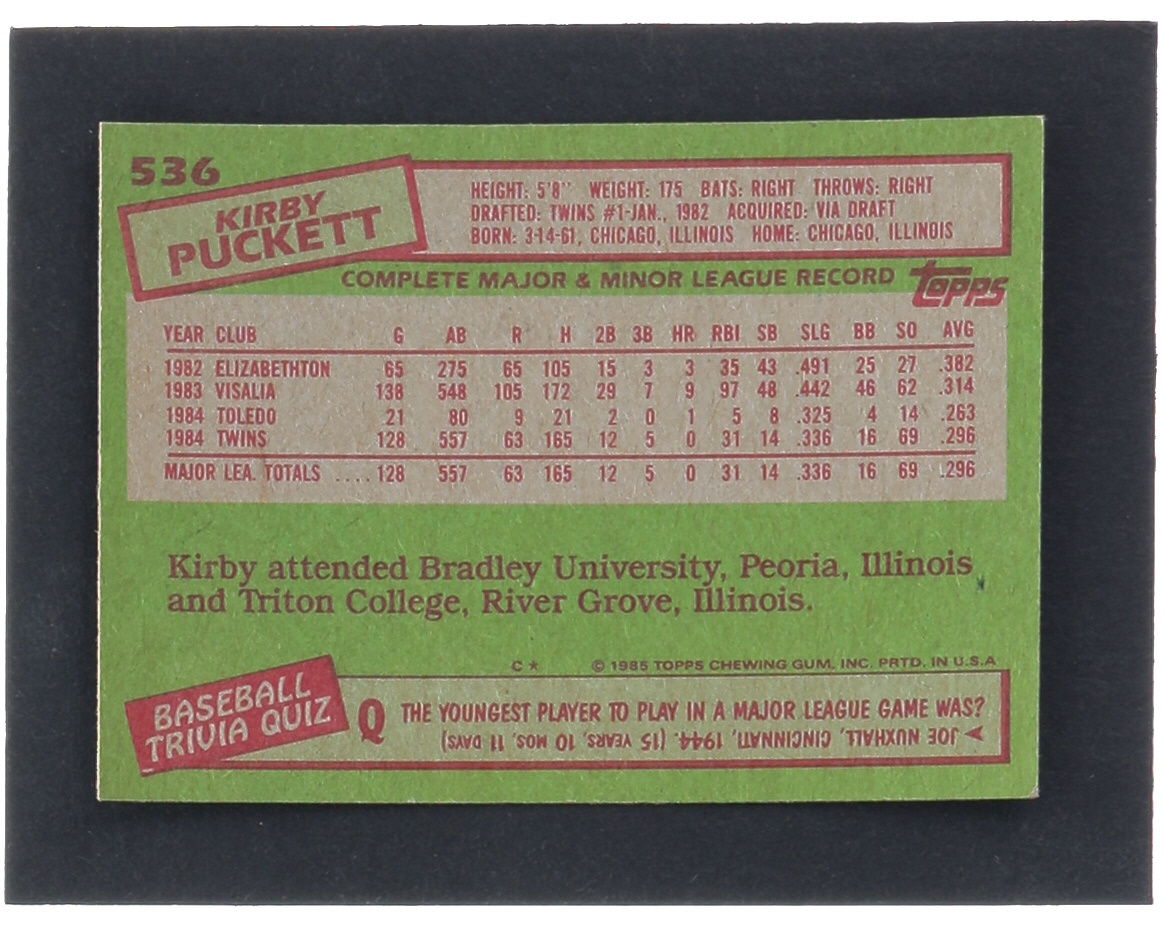 536
KIRBY
PUCKETT
HEIGHT: 5'8" WEIGHT: 175 BATS: RIGHT THROWS: RIGHT
DRAFTED: TWINS #1-JAN., 1982 ACQUIRED: VIA DRAFT
BORN: 3-14-61, CHICAGO, ILLINOIS HOME: CHICAGO, ILLINOIS
COMPLETE MAJOR & MINOR LEAGUE RECORD topps
YEAR CLUB G AB R H 2B 3B HR RBI SB SLG BB SO AVG
1982 ELIZABETHTON 65 275 65 105 15 3 3 35 43 .491 25 27 .382
1983 VISALIA 138 548 105 172 29 7 9 97 48 .442 46 62 .314
1984 TOLEDO 21 80 9 21 2 0 1 5 8 .325 4 14 .263
1984 TWINS 128 557 63 165 12 5 0 31 14 .336 16 69 .296
MAJOR LEA. TOTALS .... 128 557 63 165 12 5 0 31 14 .336 16 69 .296
Kirby attended Bradley University, Peoria, Illinois
and Triton College, River Grove, Illinois.
C★ © 1985 TOPPS CHEWING GUM, INC. PRTD. IN U.S.A
BASEBALL
TRIVIA QUIZ
Q THE YOUNGEST PLAYER TO PLAY IN A MAJOR LEAGUE GAME WAS?
JOE NUXHALL, CINCINNATI, 1944. (15 YEARS, 10 MOS, 11 DAYS)